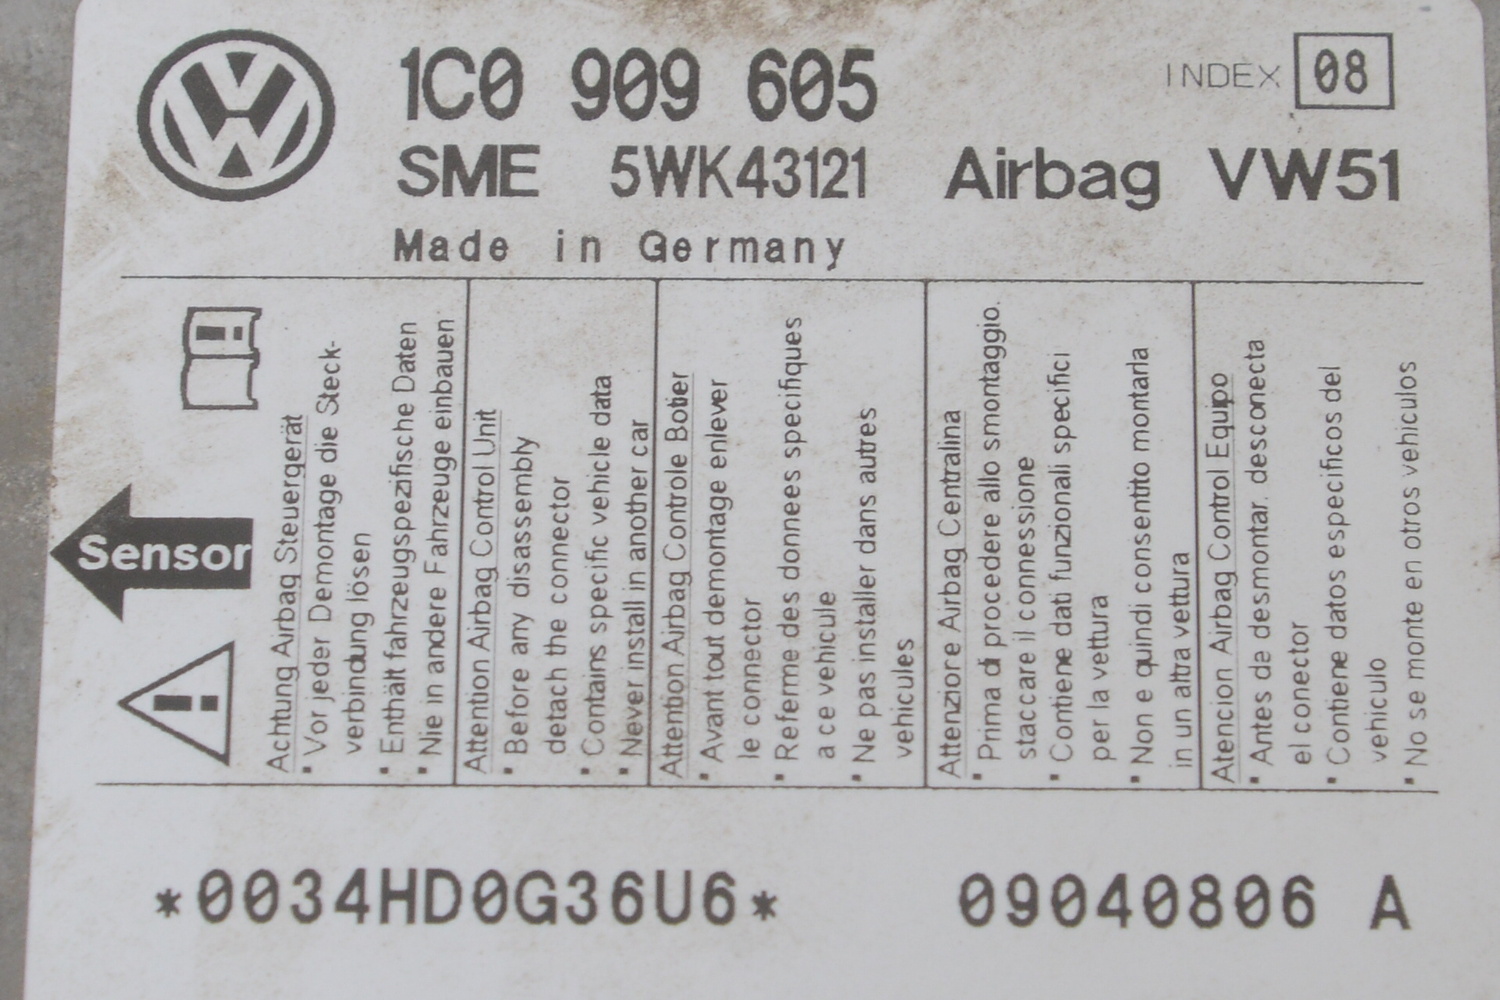 1C0 909 605
INDEX 08
SME 5WK43121 Airbag VW51
Made in Germany
Sensor
Achtung Airbag Steuergerät
▪ Vor jeder Demontage die Steck-
verbindung lösen
▪ Enthält fahrzeugspezifische Daten
▪ Nie in andere Fahrzeuge einbauen
Attention Airbag Control Unit
▪ Before any disassembly
detach the connector
▪ Contains specific vehicle data
▪ Never install in another car
Attention Airbag Controle Botier
▪ Avant tout demontage enlever
le connector
▪ Referme des donnees specifiques
a ce vehicule
▪ Ne pas installer dans autres
vehicules
Attenzione Airbag Centralina
▪ Prima di procedere allo smontaggio.
staccare il connessione
▪ Contiene dati funzionali specifici
per la vettura
▪ Non e quindi consentito montarla
in un altra vettura
Atencion Airbag Control Equipo
▪ Antes de desmontar. desconecta
el conector
▪ Contiene datos especificos del
vehiculo
▪ No se monte en otros vehiculos
*0034HD0G36U6* 09040806 A